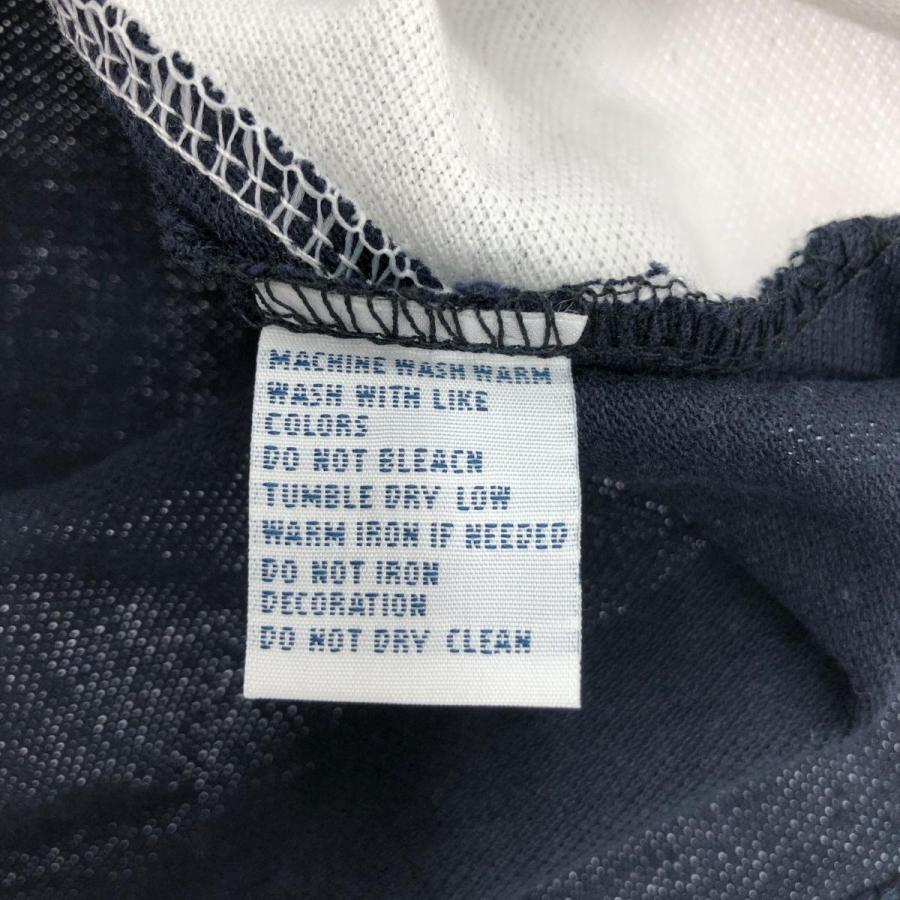 MACHINE WASH WARM
WASH WITH LIKE
COLORS
DO NOT BLEACH
TUMBLE DRY LOW
WARM IRON IF NEEDED
DO NOT IRON
DECORATION
DO NOT DRY CLEAN